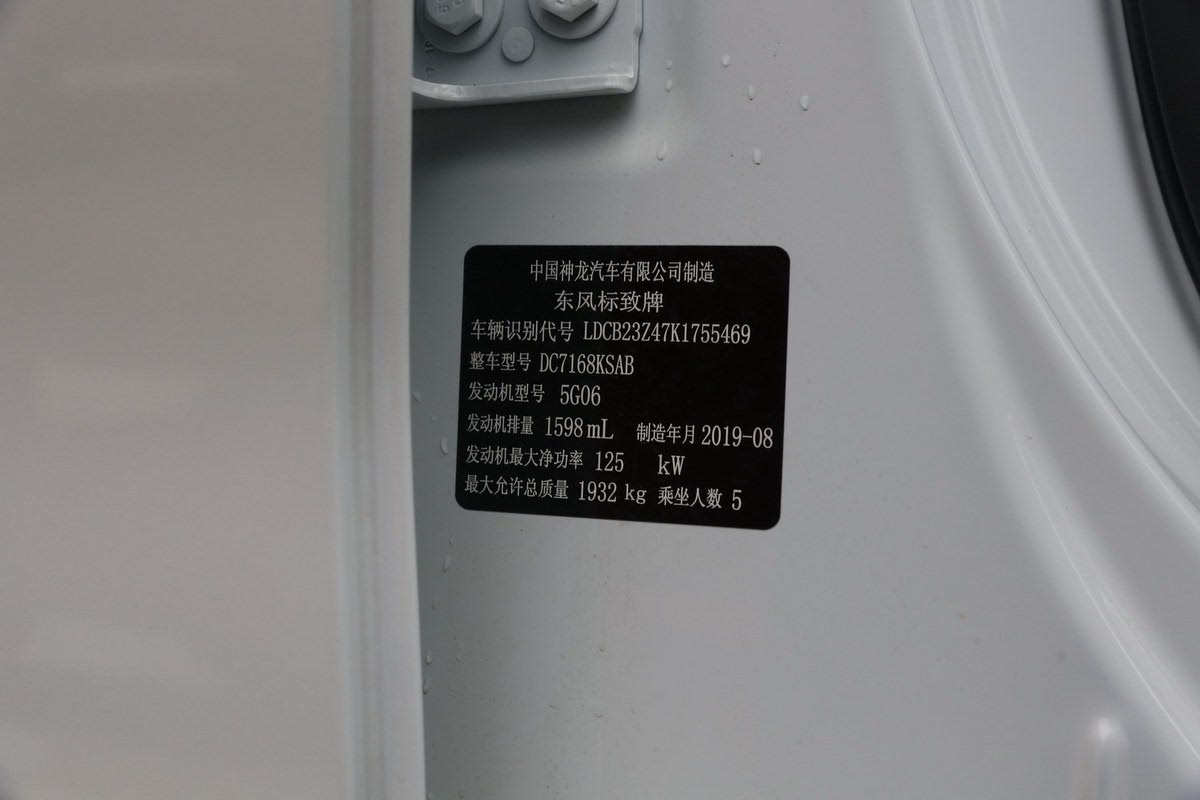 中国神龙汽车有限公司制造
东风标致牌
车辆识别代号 LDCB23Z47K1755469
整车型号 DC7168KSAB
发动机型号 5G06
发动机排量 1598 mL 制造年月 2019-08
发动机最大净功率 125 kW
最大允许总质量 1932 kg 乘坐人数 5